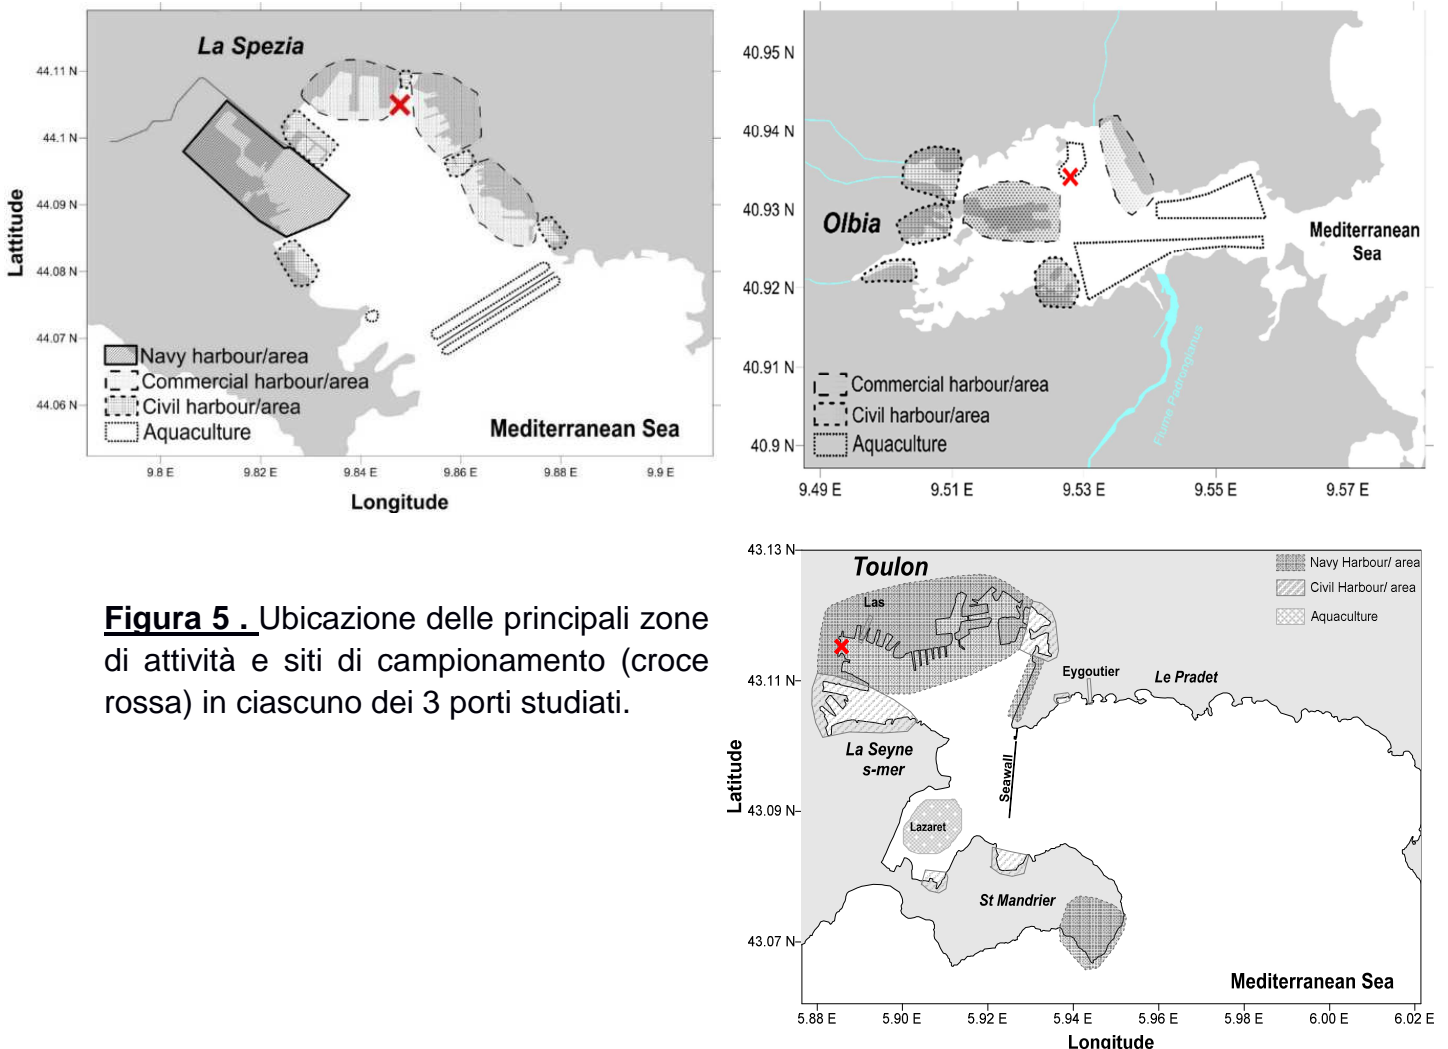 La Spezia
44.11 N
44.1 N
44.09 N
44.08 N
44.07 N
44.06 N
Lattitude
Navy harbour/area
Commercial harbour/area
Civil harbour/area
Aquaculture
Mediterranean Sea
9.8 E
9.82 E
9.84 E
9.86 E
9.88 E
9.9 E
Longitude
40.95 N
40.94 N
40.93 N
40.92 N
40.91 N
40.9 N
Olbia
Mediterranean
Sea
Fiume Padrongianus
Commercial harbour/area
Civil harbour/area
Aquaculture
9.49 E
9.51 E
9.53 E
9.55 E
9.57 E
Figura 5 . Ubicazione delle principali zone
di attività e siti di campionamento (croce
rossa) in ciascuno dei 3 porti studiati.
43.13 N
43.11 N
43.09 N
43.07 N
Latitude
Toulon
Las
Navy Harbour/ area
Civil Harbour/ area
Aquaculture
Eygoutier
Le Pradet
La Seyne
s-mer
Seawall
Lazaret
St Mandrier
Mediterranean Sea
5.88 E
5.90 E
5.92 E
5.94 E
5.96 E
5.98 E
6.00 E
6.02 E
Longitude